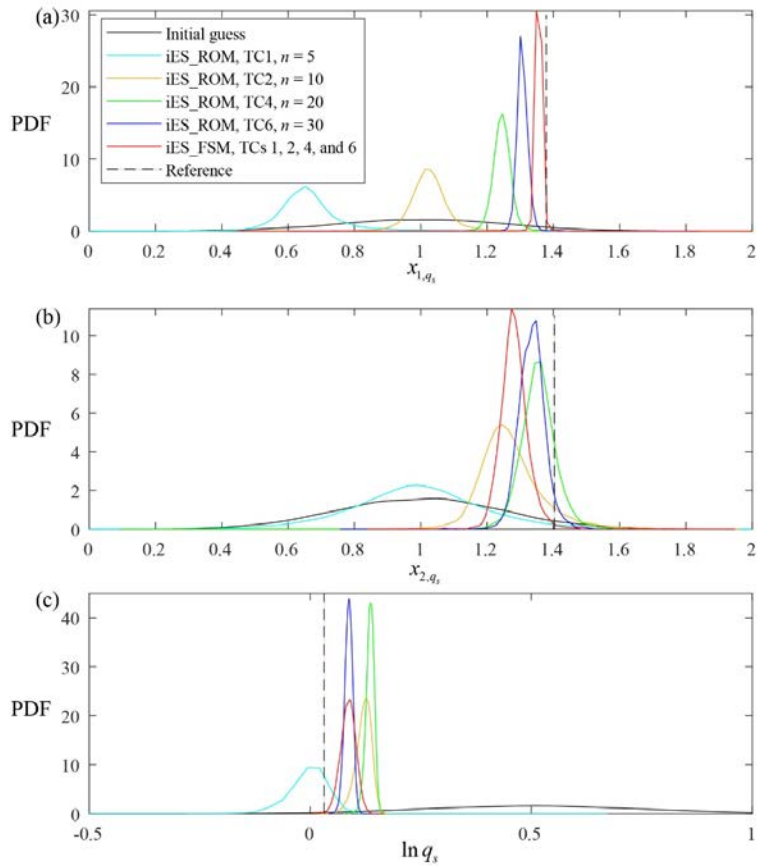 (a)
30
20
PDF
10
0
Initial guess
iES_ROM, TC1, n = 5
iES_ROM, TC2, n = 10
iES_ROM, TC4, n = 20
iES_ROM, TC6, n = 30
iES_FSM, TCs 1, 2, 4, and 6
Reference
0 0.2 0.4 0.6 0.8 1 1.2 1.4 1.6 1.8 2
x1,qs
(b)
10
8
PDF
6
4
2
0
0 0.2 0.4 0.6 0.8 1 1.2 1.4 1.6 1.8 2
x2,qs
(c)
40
30
PDF
20
10
0
-0.5 0 0.5 1
ln qs